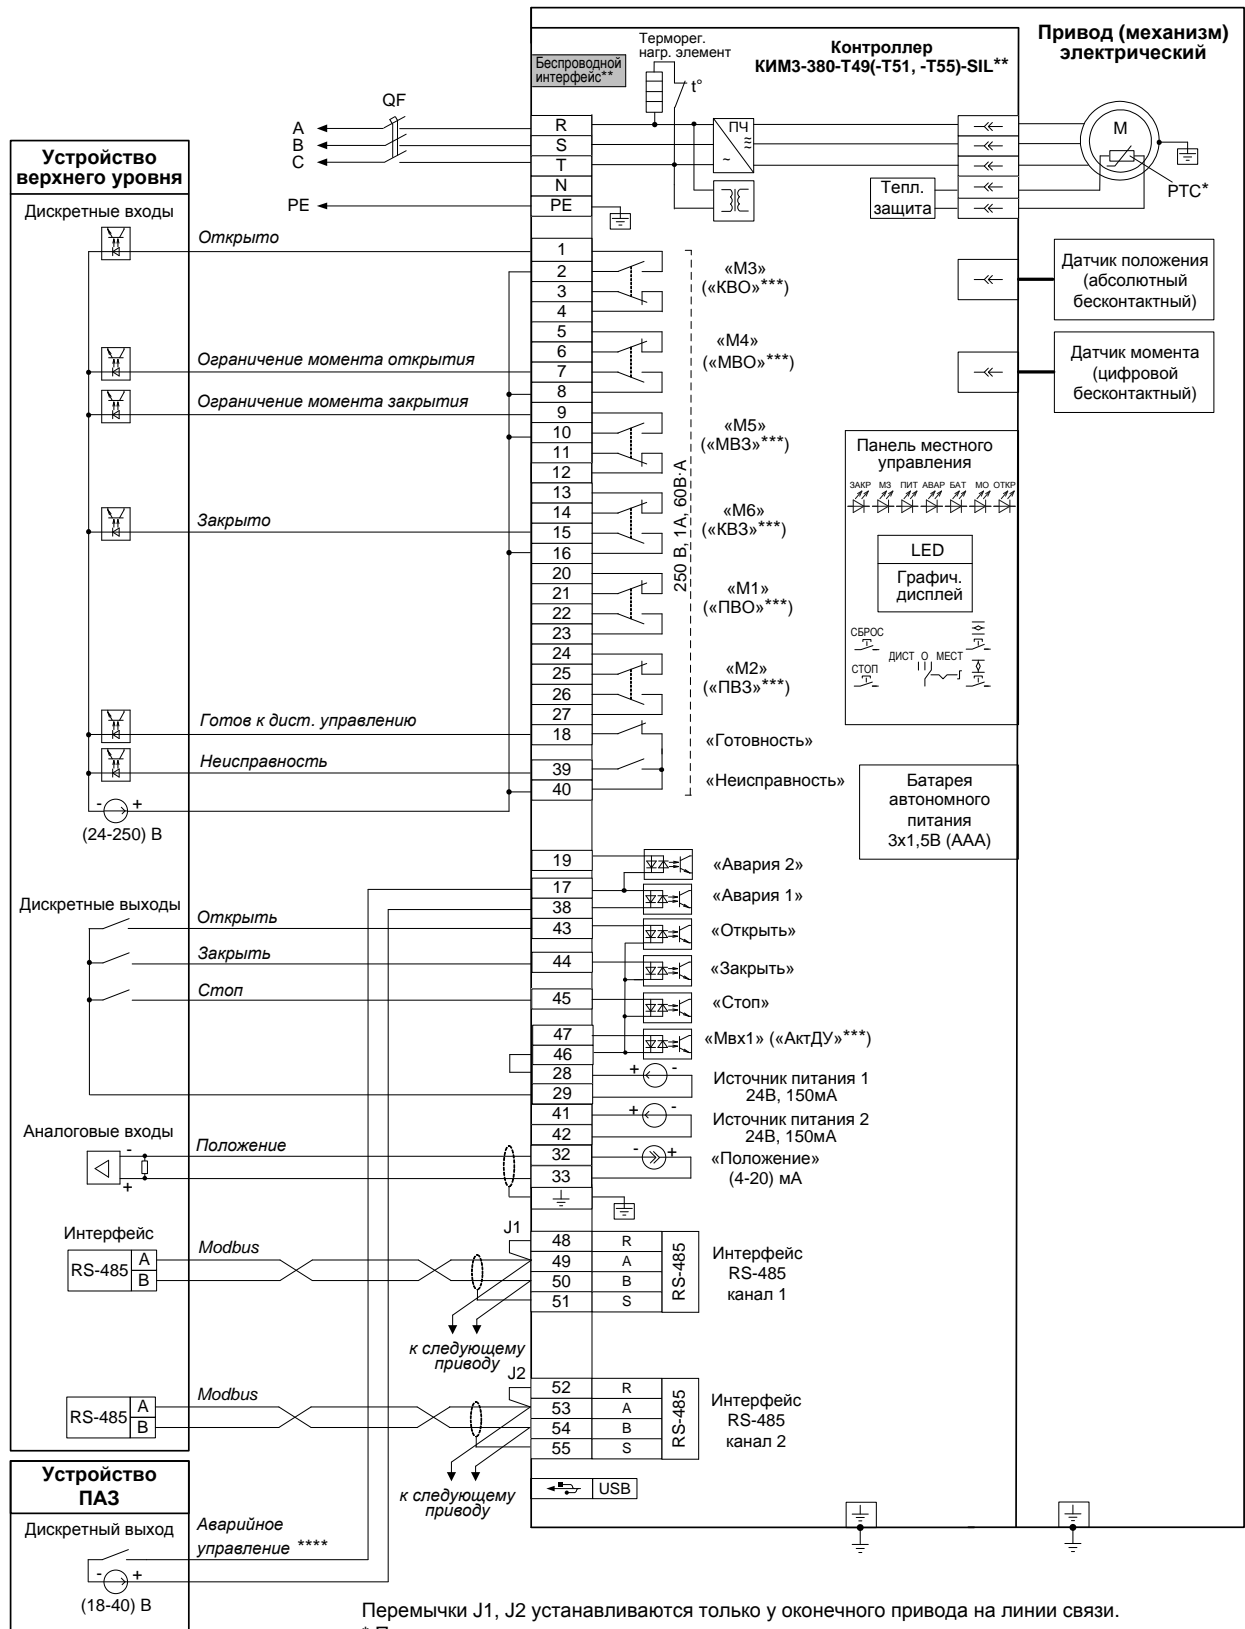 Привод (механизм)
электрический
Терморег.
нагр. элемент
Контроллер
КИМ3-380-Т49(-Т51, -Т55)-SIL**
Беспроводной
интерфейс**
t°
QF
A
B
C
PE
R
S
T
N
PE
ПЧ
M
PTC*
Тепл.
защита
Устройство
верхнего уровня
Дискретные входы
Открыто
Ограничение момента открытия
Ограничение момента закрытия
Закрыто
Готов к дист. управлению
Неисправность
- +
(24-250) В
1
2
3
4
5
6
7
8
9
10
11
12
13
14
15
16
20
21
22
23
24
25
26
27
18
39
40
250 В, 1А, 60В·А
«М3»
(«КВО»***)
«М4»
(«МВО»***)
«М5»
(«МВЗ»***)
«М6»
(«КВЗ»***)
«М1»
(«ПВО»***)
«М2»
(«ПВЗ»***)
«Готовность»
«Неисправность»
Датчик положения
(абсолютный
бесконтактный)
Датчик момента
(цифровой
бесконтактный)
Панель местного
управления
ЗАКР МЗ ПИТ АВАР БАТ МО ОТКР
LED
Графич.
дисплей
СБРОС
СТОП
ДИСТ О МЕСТ
Батарея
автономного
питания
3х1,5В (ААА)
Дискретные выходы
Открыть
Закрыть
Стоп
19
17
38
43
44
45
47
46
28
29
41
42
32
33
«Авария 2»
«Авария 1»
«Открыть»
«Закрыть»
«Стоп»
«Мвх1» («АктДУ»***)
+ -
Источник питания 1
24В, 150мА
+ -
Источник питания 2
24В, 150мА
- +
«Положение»
(4-20) мА
Аналоговые входы
-
+
Положение
Интерфейс
RS-485
A
B
Modbus
J1
48 R
49 A
50 B
51 S
RS-485
Интерфейс
RS-485
канал 1
к следующему
приводу
RS-485
A
B
Modbus
J2
52 R
53 A
54 B
55 S
RS-485
Интерфейс
RS-485
канал 2
к следующему
приводу
USB
Устройство
ПАЗ
Дискретный выход
Аварийное
управление ****
- +
(18-40) В
Перемычки J1, J2 устанавливаются только у оконечного привода на линии связи.